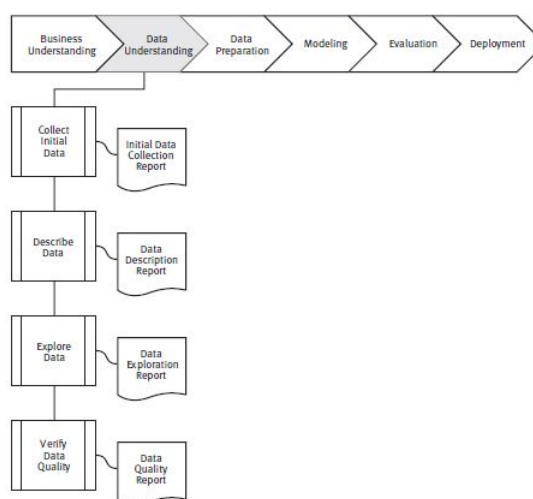 Business
Understanding
Data
Understanding
Data
Preparation
Modeling
Evaluation
Deployment
Collect
Initial
Data
Initial Data
Collection
Report
Describe
Data
Data
Description
Report
Explore
Data
Data
Exploration
Report
Verify
Data
Quality
Data
Quality
Report